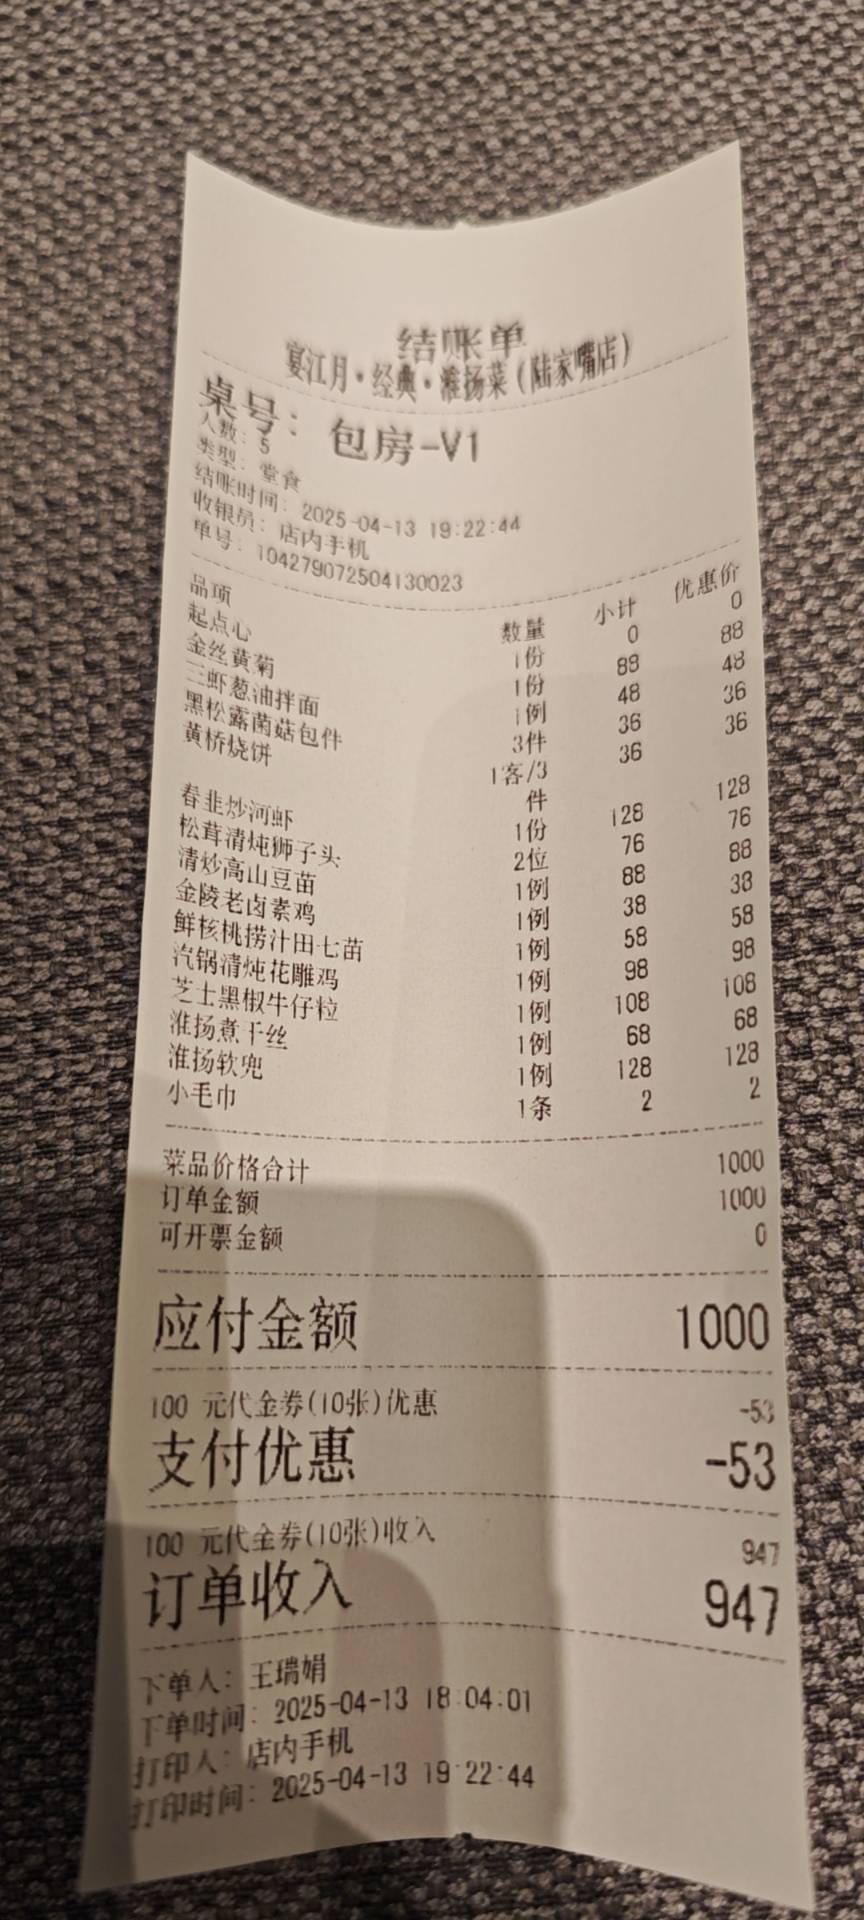 结账单
宴江月·经典·淮扬菜(陆家嘴店)
桌号: 包房-V1
人数: 5
类型: 堂食
结账时间: 2025-04-13 19:22:44
收银员: 店内手机
单号: 104279072504130023
品项 数量 小计 优惠价
起点心 1份 0 0
金丝黄菊 1份 88 88
三虾葱油拌面 1例 48 48
黑松露菌菇包件 3件 36 36
黄桥烧饼 1客/3件 36 36
春韭炒河虾 1份 128 128
松茸清炖狮子头 2位 76 76
清炒高山豆苗 1例 88 88
金陵老卤素鸡 1例 38 38
鲜核桃捞汁田七苗 1例 58 58
汽锅清炖花雕鸡 1例 98 98
芝士黑椒牛仔粒 1例 108 108
淮扬煮干丝 1例 68 68
淮扬软兜 1例 128 128
小毛巾 1条 2 2
菜品价格合计 1000
订单金额 1000
可开票金额 0
应付金额 1000
100 元代金券(10张)优惠 -53
支付优惠 -53
100 元代金券(10张)收入 947
订单收入 947
下单人: 王瑞娟
下单时间: 2025-04-13 18:04:01
打印人: 店内手机
打印时间: 2025-04-13 19:22:44